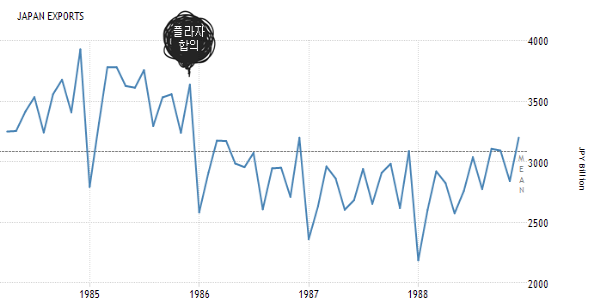 JAPAN EXPORTS
플라자
합의
4000
3500
3000
2500
2000
MEAN
JPY Billion
1985
1986
1987
1988